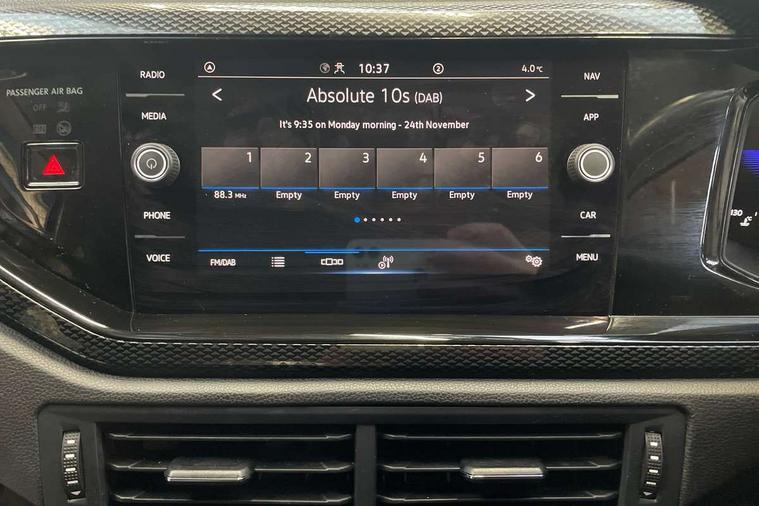 RADIO
MEDIA
PHONE
VOICE
PASSENGER AIR BAG
OFF
10:37
2
4.0°C
Absolute 10s (DAB)
It's 9:35 on Monday morning - 24th November
1 2 3 4 5 6
88.3 MHz Empty Empty Empty Empty Empty
FM/DAB
NAV
APP
CAR
MENU
130 °C